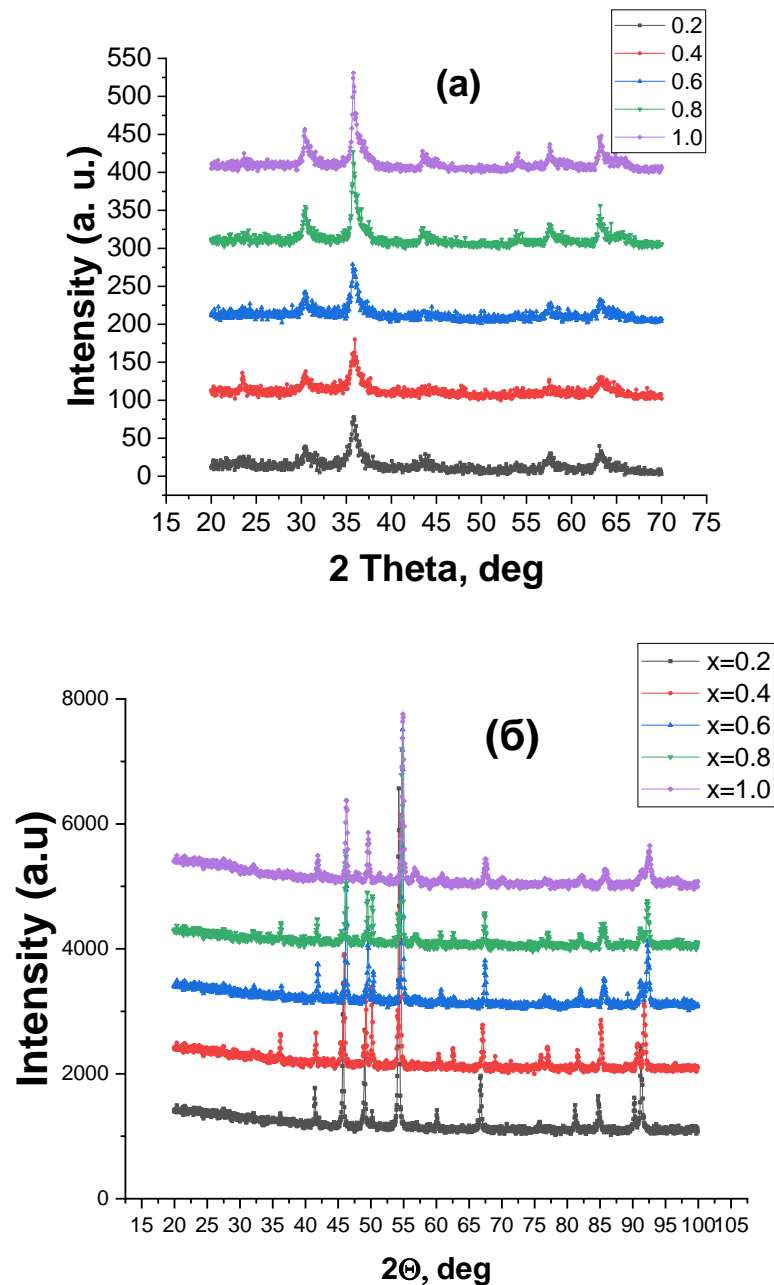 (а)
0.2
0.4
0.6
0.8
1.0
550
500
450
400
350
300
250
200
150
100
50
0
Intensity (a. u.)
15 20 25 30 35 40 45 50 55 60 65 70 75
2 Theta, deg
(б)
x=0.2
x=0.4
x=0.6
x=0.8
x=1.0
8000
6000
4000
2000
0
Intensity (a.u)
15 20 25 30 35 40 45 50 55 60 65 70 75 80 85 90 95 100 105
2Θ, deg